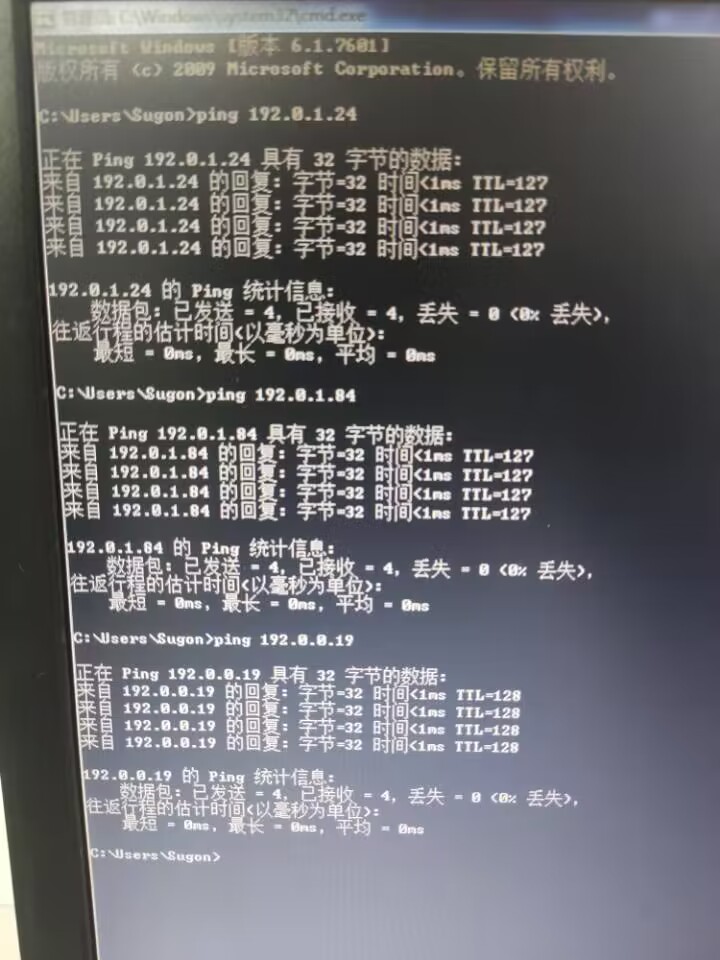 C:\Windows\system32\cmd.exe
Microsoft Windows [版本 6.1.7601]
版权所有 (c) 2009 Microsoft Corporation。保留所有权利。
C:\Users\Sugon>ping 192.0.1.24
正在 Ping 192.0.1.24 具有 32 字节的数据:
来自 192.0.1.24 的回复: 字节=32 时间<1ms TTL=127
来自 192.0.1.24 的回复: 字节=32 时间<1ms TTL=127
来自 192.0.1.24 的回复: 字节=32 时间<1ms TTL=127
来自 192.0.1.24 的回复: 字节=32 时间<1ms TTL=127
192.0.1.24 的 Ping 统计信息:
数据包: 已发送 = 4, 已接收 = 4, 丢失 = 0 (0% 丢失),
往返行程的估计时间(以毫秒为单位):
最短 = 0ms, 最长 = 0ms, 平均 = 0ms
C:\Users\Sugon>ping 192.0.1.84
正在 Ping 192.0.1.84 具有 32 字节的数据:
来自 192.0.1.84 的回复: 字节=32 时间<1ms TTL=127
来自 192.0.1.84 的回复: 字节=32 时间<1ms TTL=127
来自 192.0.1.84 的回复: 字节=32 时间<1ms TTL=127
来自 192.0.1.84 的回复: 字节=32 时间<1ms TTL=127
192.0.1.84 的 Ping 统计信息:
数据包: 已发送 = 4, 已接收 = 4, 丢失 = 0 (0% 丢失),
往返行程的估计时间(以毫秒为单位):
最短 = 0ms, 最长 = 0ms, 平均 = 0ms
C:\Users\Sugon>ping 192.0.0.19
正在 Ping 192.0.0.19 具有 32 字节的数据:
来自 192.0.0.19 的回复: 字节=32 时间<1ms TTL=128
来自 192.0.0.19 的回复: 字节=32 时间<1ms TTL=128
来自 192.0.0.19 的回复: 字节=32 时间<1ms TTL=128
来自 192.0.0.19 的回复: 字节=32 时间<1ms TTL=128
192.0.0.19 的 Ping 统计信息:
数据包: 已发送 = 4, 已接收 = 4, 丢失 = 0 (0% 丢失),
往返行程的估计时间(以毫秒为单位):
最短 = 0ms, 最长 = 0ms, 平均 = 0ms
C:\Users\Sugon>